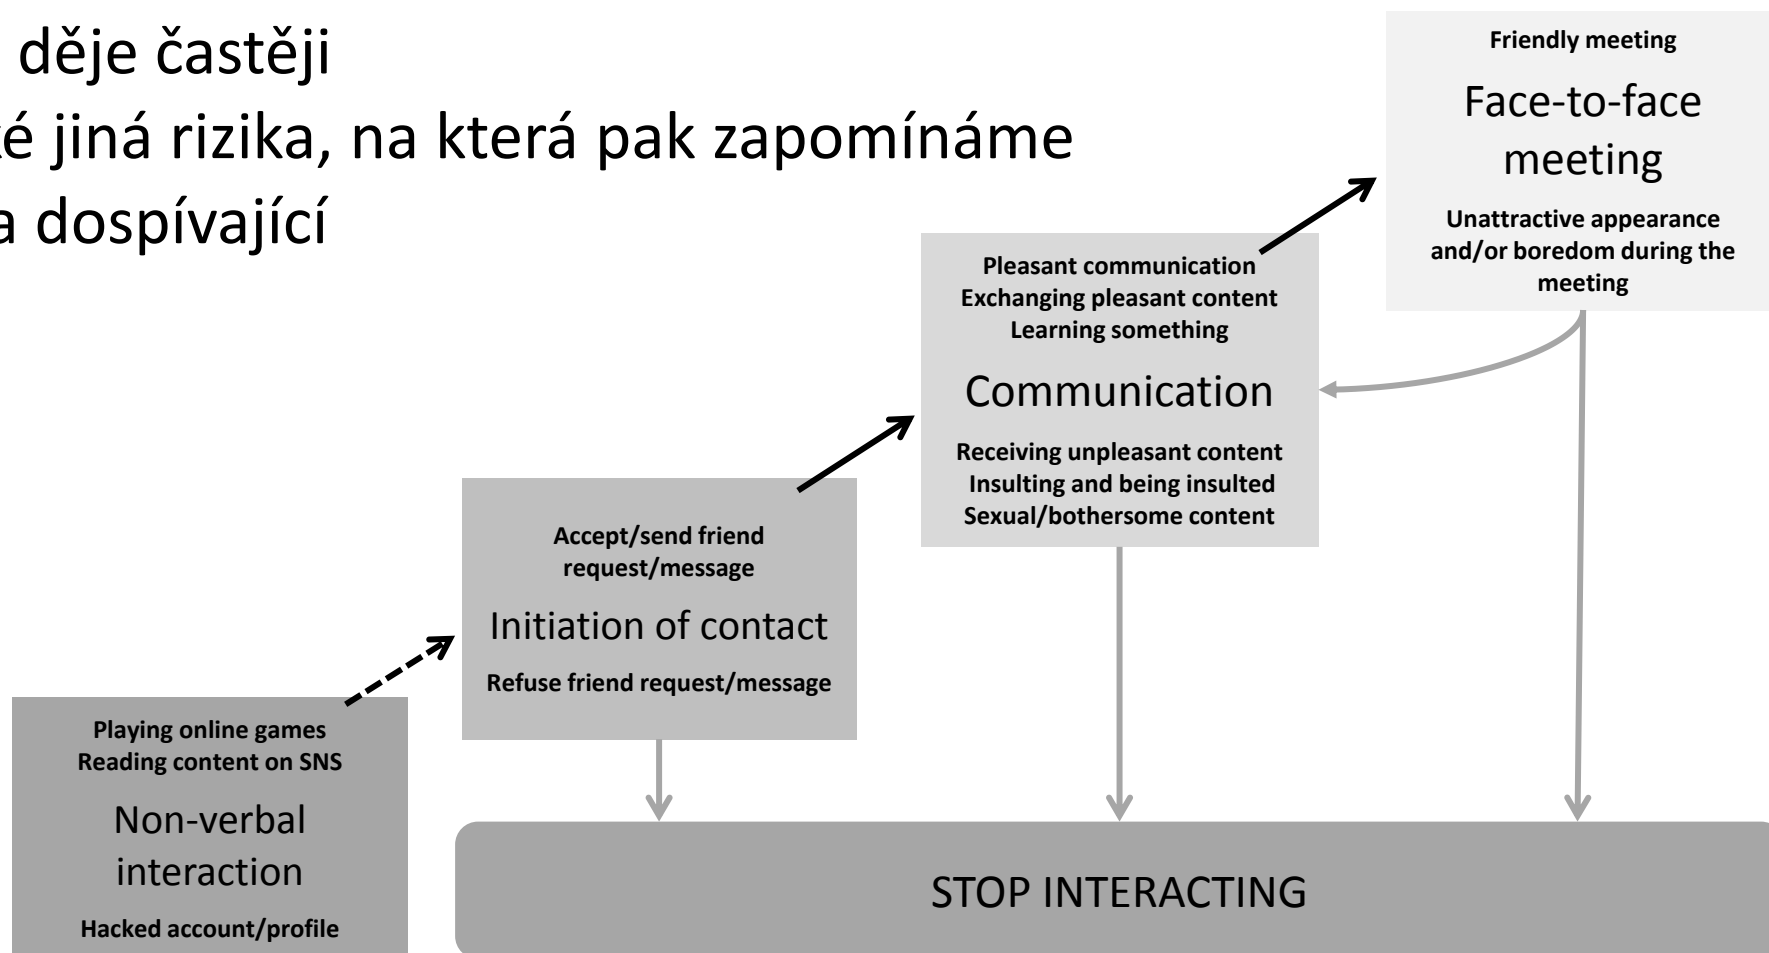 děje častěji
é jiná rizika, na která pak zapomínáme
a dospívající
Friendly meeting
Face-to-face
meeting
Unattractive appearance
and/or boredom during the
meeting
Pleasant communication
Exchanging pleasant content
Learning something
Communication
Receiving unpleasant content
Insulting and being insulted
Sexual/bothersome content
Accept/send friend
request/message
Initiation of contact
Refuse friend request/message
Playing online games
Reading content on SNS
Non-verbal
interaction
Hacked account/profile
STOP INTERACTING